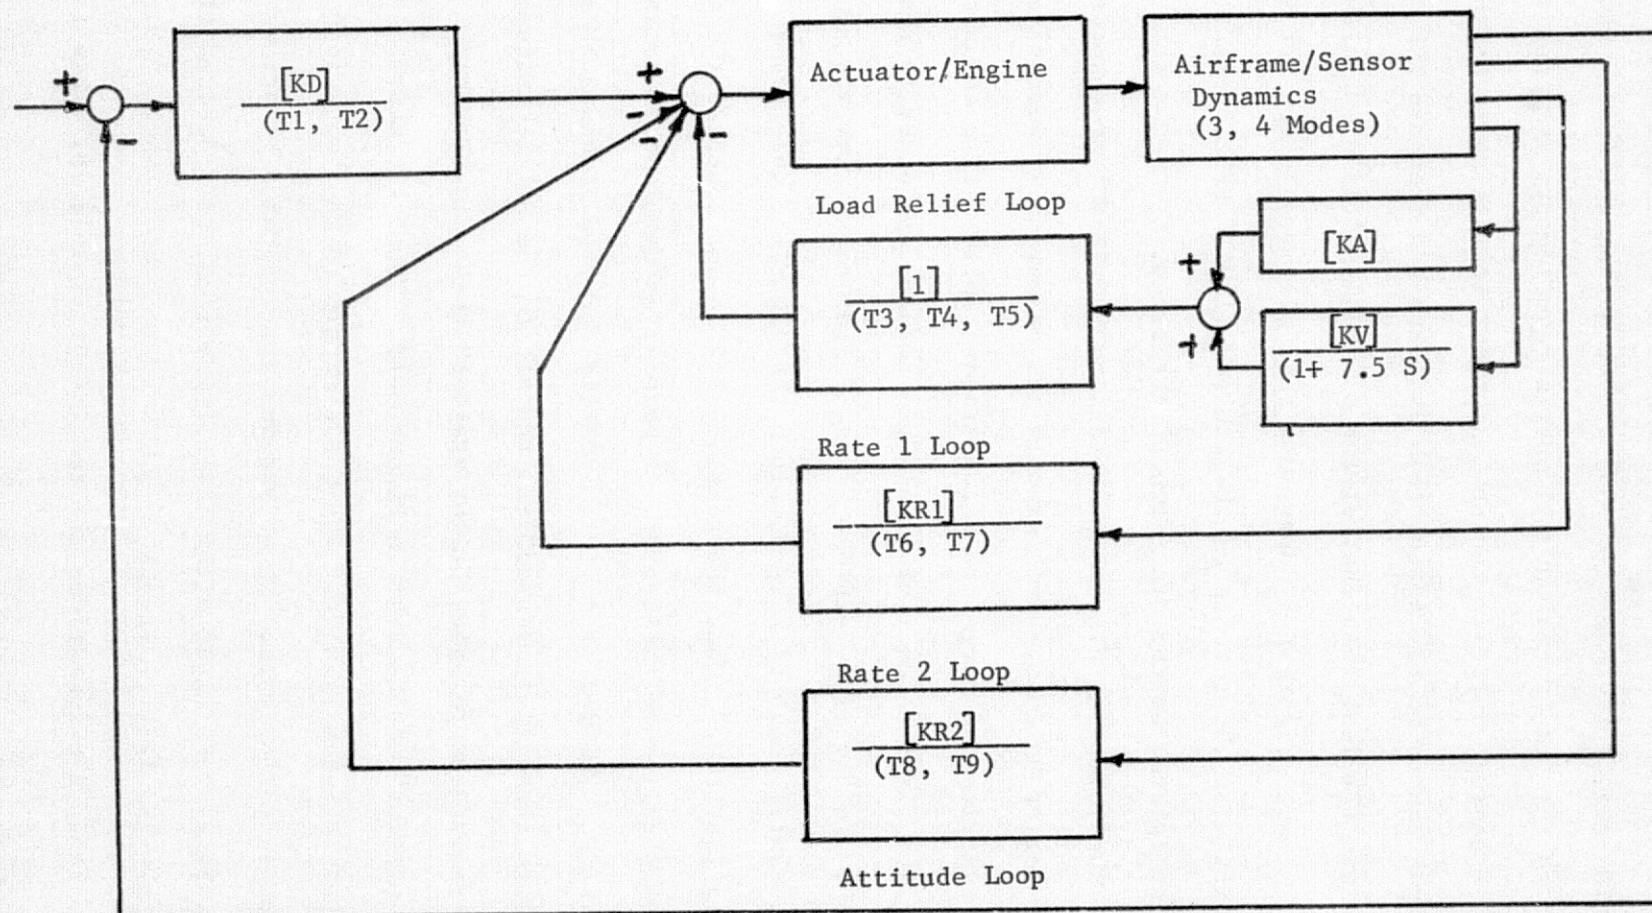 +
-
[KD]
(T1, T2)
+
-
-
-
Actuator/Engine
Airframe/Sensor
Dynamics
(3, 4 Modes)
Load Relief Loop
[1]
(T3, T4, T5)
+
+
[KA]
[KV]
(1+ 7.5 S)
Rate 1 Loop
[KR1]
(T6, T7)
Rate 2 Loop
[KR2]
(T8, T9)
Attitude Loop